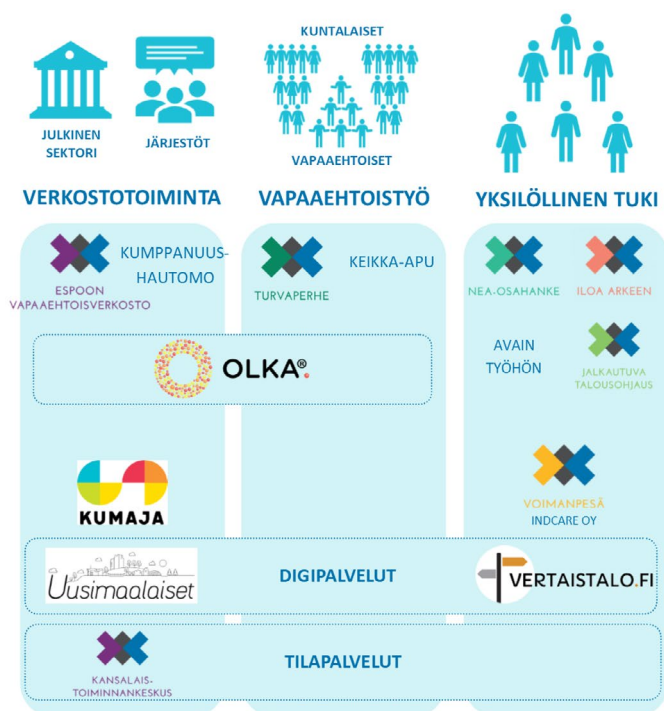 JULKINEN
SEKTORI
JÄRJESTÖT
KUNTALAISET
VAPAAEHTOISET
VERKOSTOTOIMINTA
VAPAAEHTOISTYÖ
YKSILÖLLINEN TUKI
ESPOON
VAPAAEHTOISVERKOSTO
KUMPPANUUS-
HAUTOMO
TURVAPERHE
KEIKKA-APU
NEA-OSAHANKE
ILOA ARKEEN
OLKA®.
AVAIN
TYÖHÖN
JALKAUTUVA
TALOUSOHJAUS
KUMAJA
VOIMANPESÄ
INDCARE OY
Uusimaalaiset
DIGIPALVELUT
VERTAISTALO.FI
KANSALAIS-
TOIMINNANKESKUS
TILAPALVELUT